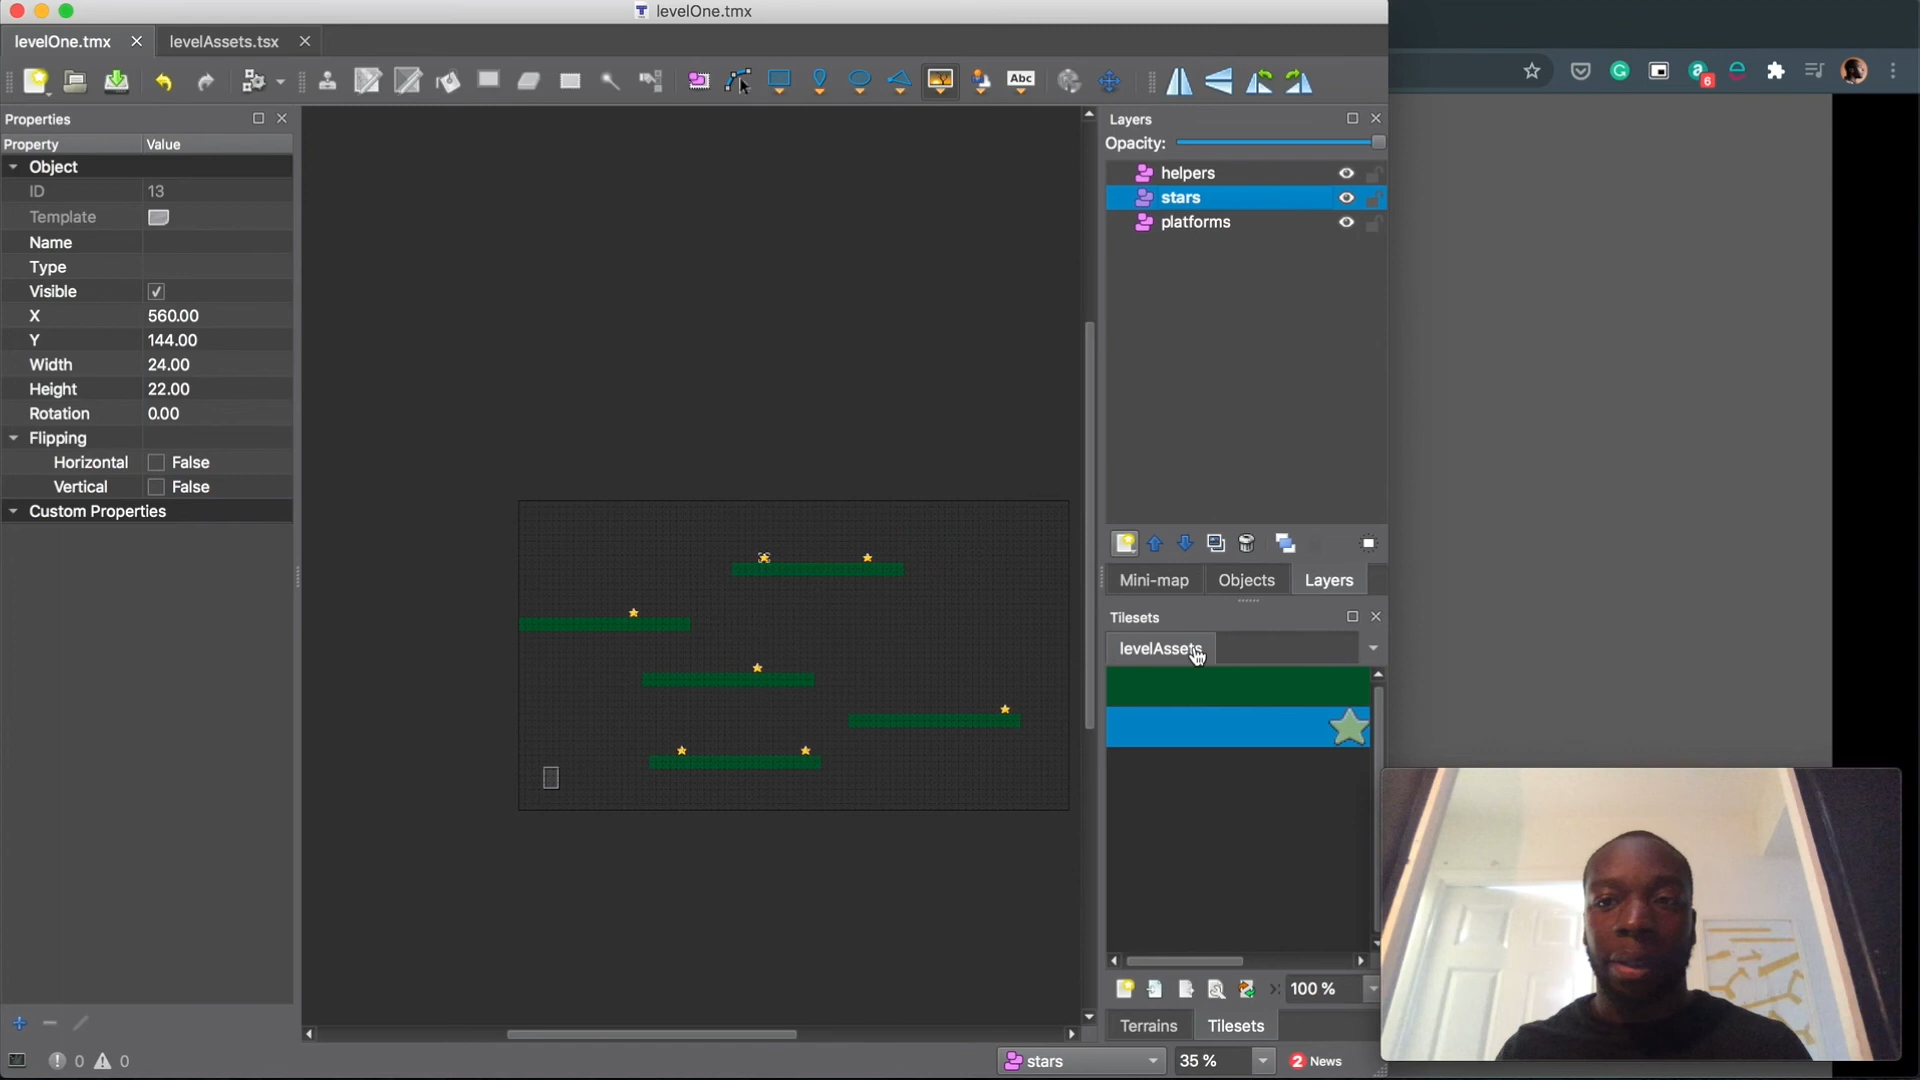 levelOne.tmx
levelOne.tmx
levelAssets.tsx
Abc
6
Properties
Property Value
Object
ID 13
Template
Name
Type
Visible
X 560.00
Y 144.00
Width 24.00
Height 22.00
Rotation 0.00
Flipping
Horizontal False
Vertical False
Custom Properties
Layers
Opacity:
helpers
stars
platforms
Mini-map Objects Layers
Tilesets
levelAssets
100 %
Terrains Tilesets
0 0
stars 35 % 2 News